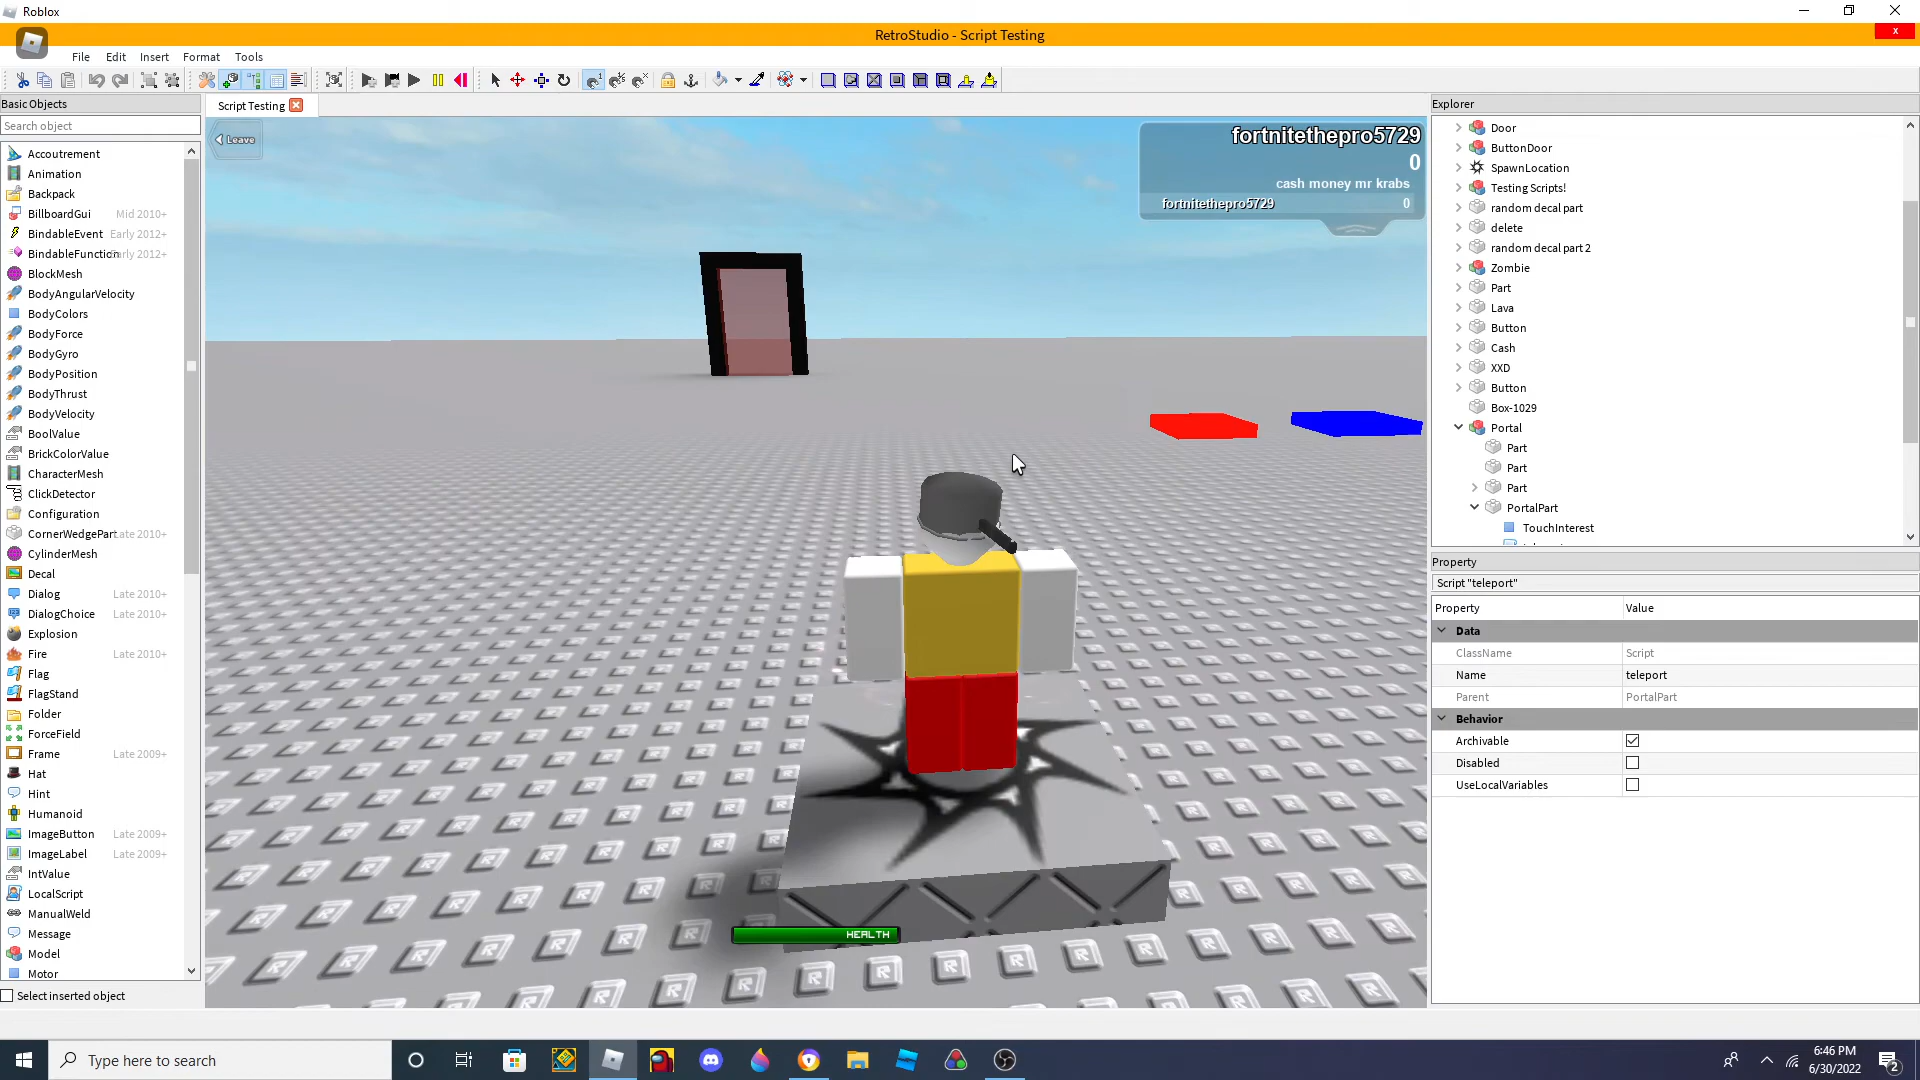 Roblox
RetroStudio - Script Testing
x
File Edit Insert Format Tools
Basic Objects
Search object
Accoutrement
Animation
Backpack
BillboardGui Mid 2010+
BindableEvent Early 2012+
BindableFunction Early 2012+
BlockMesh
BodyAngularVelocity
BodyColors
BodyForce
BodyGyro
BodyPosition
BodyThrust
BodyVelocity
BoolValue
BrickColorValue
CharacterMesh
ClickDetector
Configuration
CornerWedgePart Late 2010+
CylinderMesh
Decal
Dialog Late 2010+
DialogChoice Late 2010+
Explosion
Fire Late 2010+
Flag
FlagStand
Folder
ForceField
Frame Late 2009+
Hat
Hint
Humanoid
ImageButton Late 2009+
ImageLabel Late 2009+
IntValue
LocalScript
ManualWeld
Message
Model
Motor
Select inserted object
Script Testing
Leave
fortnitethepro5729
0
cash money mr krabs
fortnitethepro5729 0
HEALTH
Explorer
Door
ButtonDoor
SpawnLocation
Testing Scripts!
random decal part
delete
random decal part 2
Zombie
Part
Lava
Button
Cash
XXD
Button
Box-1029
Portal
Part
Part
Part
PortalPart
TouchInterest
Property
Script "teleport"
Property Value
Data
ClassName Script
Name teleport
Parent PortalPart
Behavior
Archivable
Disabled
UseLocalVariables
Type here to search
6:46 PM
6/30/2022
2